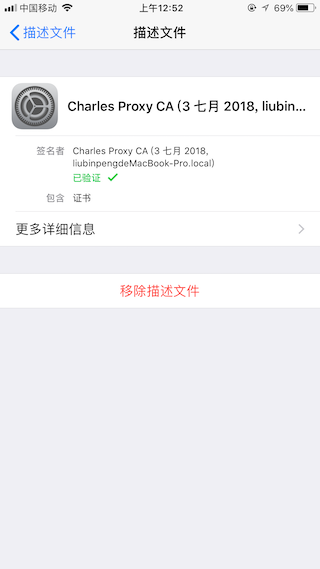 中国移动 上午12:52 69%
描述文件 描述文件
Charles Proxy CA (3 七月 2018, liubin...
签名者 Charles Proxy CA (3 七月 2018,
liubinpengdeMacBook-Pro.local)
已验证
包含 证书
更多详细信息
移除描述文件